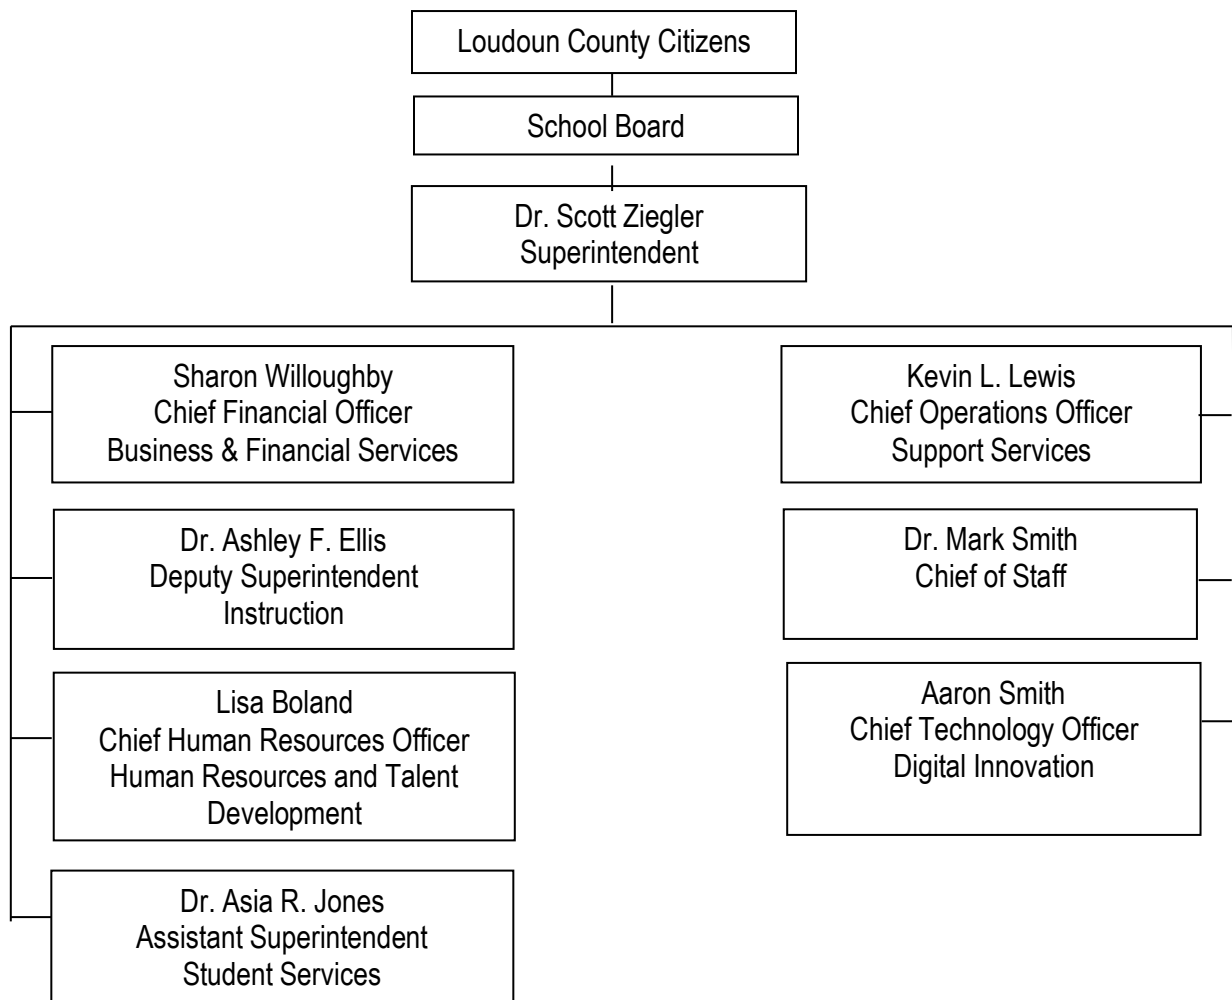 Loudoun County Citizens
School Board
Dr. Scott Ziegler
Superintendent
Sharon Willoughby
Chief Financial Officer
Business & Financial Services
Dr. Ashley F. Ellis
Deputy Superintendent
Instruction
Lisa Boland
Chief Human Resources Officer
Human Resources and Talent
Development
Dr. Asia R. Jones
Assistant Superintendent
Student Services
Kevin L. Lewis
Chief Operations Officer
Support Services
Dr. Mark Smith
Chief of Staff
Aaron Smith
Chief Technology Officer
Digital Innovation